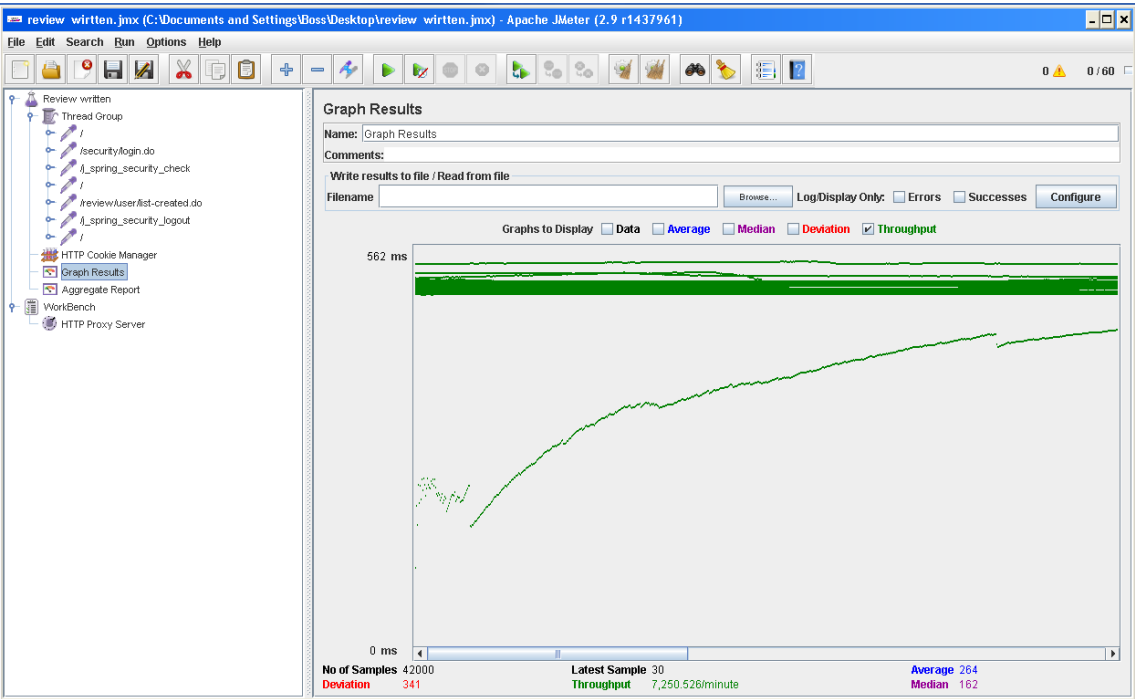 review wirtten.jmx (C:\Documents and Settings\Boss\Desktop\review wirtten.jmx) - Apache JMeter (2.9 r1437961)
File Edit Search Run Options Help
0 0 / 60
Review written
Thread Group
/
/security/login.do
/j_spring_security_check
/
/review/user/list-created.do
/j_spring_security_logout
/
HTTP Cookie Manager
Graph Results
Aggregate Report
WorkBench
HTTP Proxy Server
Graph Results
Name: Graph Results
Comments:
Write results to file / Read from file
Filename Browse... Log/Display Only: Errors Successes Configure
Graphs to Display Data Average Median Deviation Throughput
562 ms
0 ms
No of Samples 42000 Latest Sample 30 Average 264
Deviation 341 Throughput 7,250.526/minute Median 162